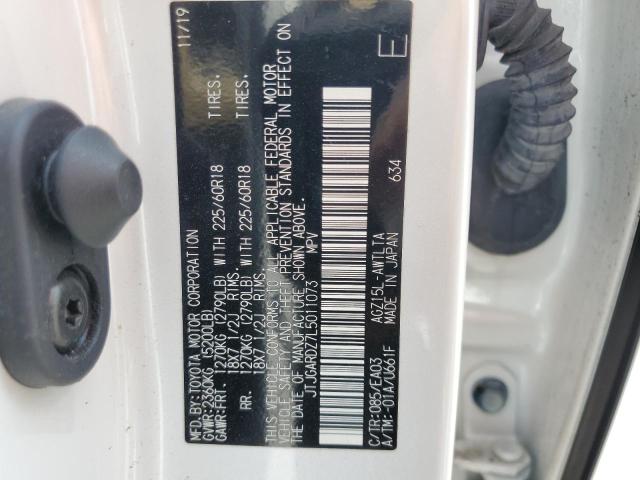 MFD.BY:TOYOTA MOTOR CORPORATION 11/19
GVWR:2360KG (5200LB)
GAWR:FRT. 1270KG (2790LB) WITH 225/60R18 TIRES.
18X7 1/2J RIMS.
RR. 1270KG (2790LB) WITH 225/60R18 TIRES.
18X7 1/2J RIMS.
THIS VEHICLE CONFORMS TO ALL APPLICABLE FEDERAL MOTOR
VEHICLE SAFETY AND THEFT PREVENTION STANDARDS IN EFFECT ON
THE DATE OF MANUFACTURE SHOWN ABOVE.
JTJGARDZ7L5011073 MPV E
C/TR:085/EA03 AGZ15L-AWTLTA 634
A/TM:-01A/U661F MADE IN JAPAN